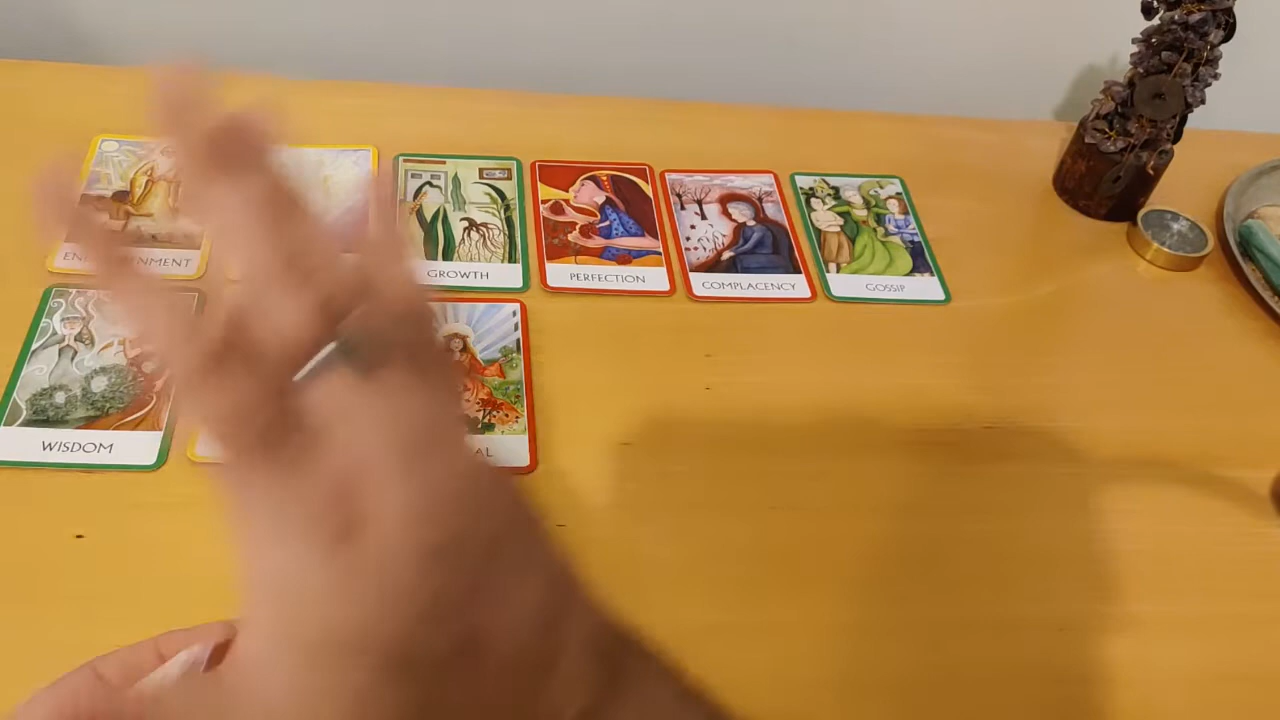 GROWTH
PERFECTION
COMPLACENCY
GOSSIP
WISDOM